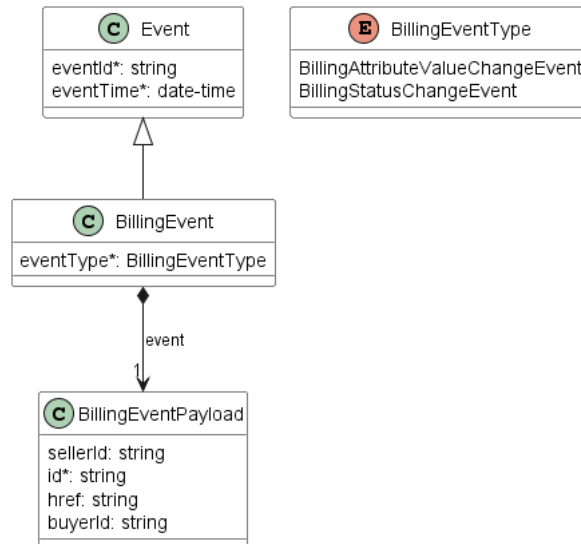 C Event
eventId*: string
eventTime*: date-time
E BillingEventType
BillingAttributeValueChangeEvent
BillingStatusChangeEvent
C BillingEvent
eventType*: BillingEventType
event
1
C BillingEventPayload
sellerId: string
id*: string
href: string
buyerId: string